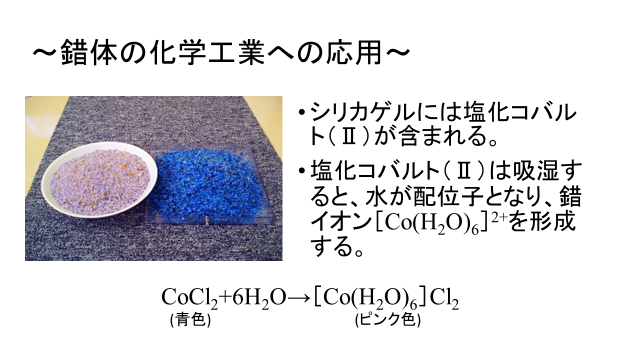 ～錯体の化学工業への応用～
•シリカゲルには塩化コバル
ト（Ⅱ）が含まれる。
•塩化コバルト（Ⅱ）は吸湿す
ると、水が配位子となり、錯
イオン［Co(H₂O)₆］²⁺を形成
する。
CoCl₂+6H₂O→［Co(H₂O)₆］Cl₂
(青色) (ピンク色)